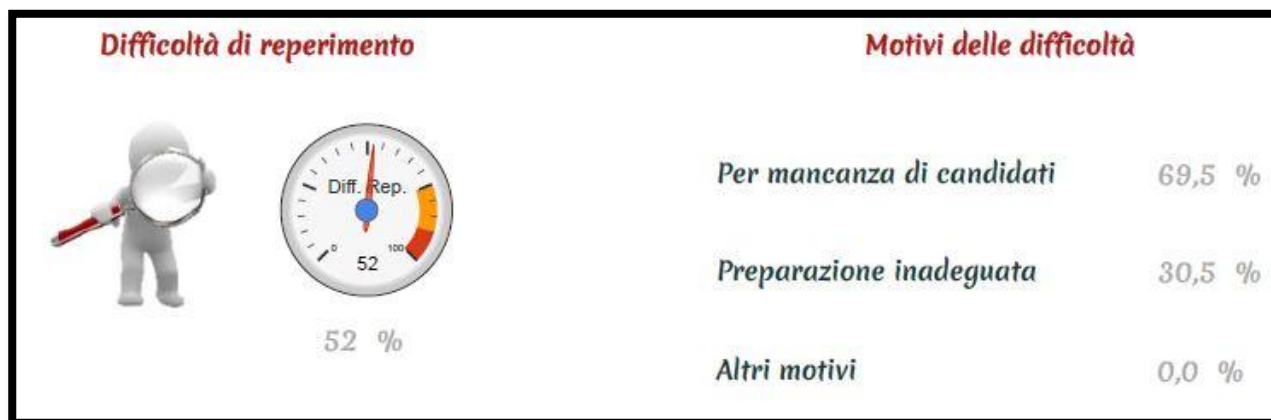 Difficoltà di reperimento
Motivi delle difficoltà
Diff. Rep.
0
100
52
52 %
Per mancanza di candidati 69,5 %
Preparazione inadeguata 30,5 %
Altri motivi 0,0 %